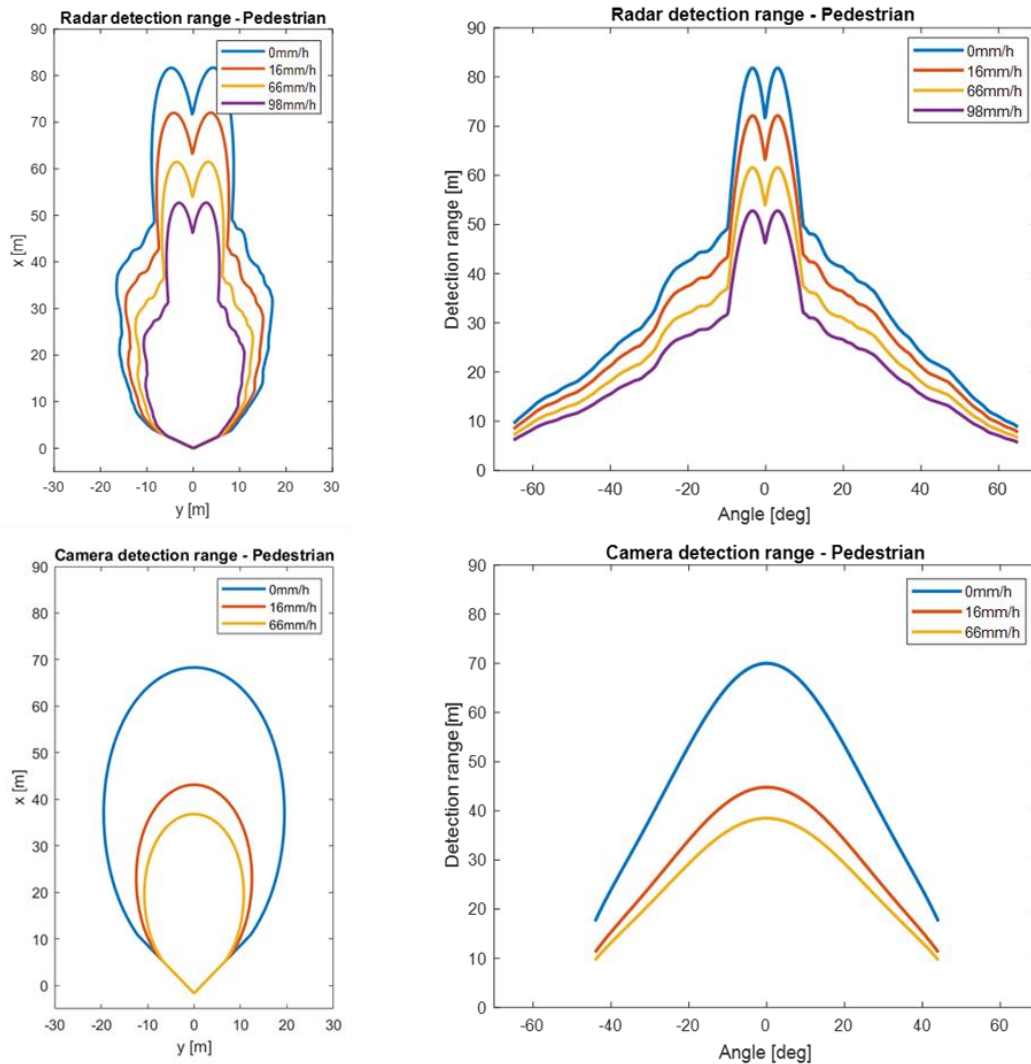 Radar detection range - Pedestrian
90
80
70
60
50
40
30
20
10
0
x [m]
-30 -20 -10 0 10 20 30
y [m]
0mm/h
16mm/h
66mm/h
98mm/h
Radar detection range - Pedestrian
90
80
70
60
50
40
30
20
10
0
Detection range [m]
-60 -40 -20 0 20 40 60
Angle [deg]
0mm/h
16mm/h
66mm/h
98mm/h
Camera detection range - Pedestrian
90
80
70
60
50
40
30
20
10
0
x [m]
-30 -20 -10 0 10 20 30
y [m]
0mm/h
16mm/h
66mm/h
Camera detection range - Pedestrian
90
80
70
60
50
40
30
20
10
0
Detection range [m]
-60 -40 -20 0 20 40 60
Angle [deg]
0mm/h
16mm/h
66mm/h